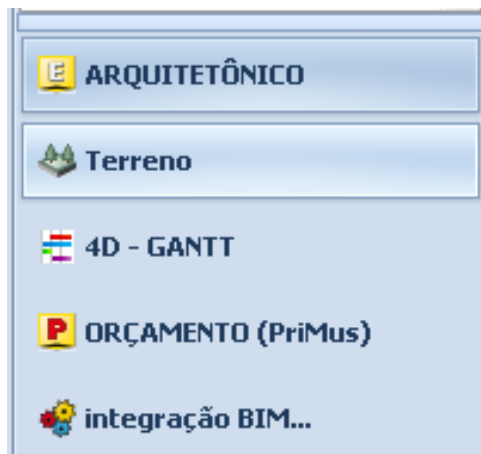 E ARQUITETÔNICO
Terreno
4D - GANTT
P ORÇAMENTO (PriMus)
integração BIM...